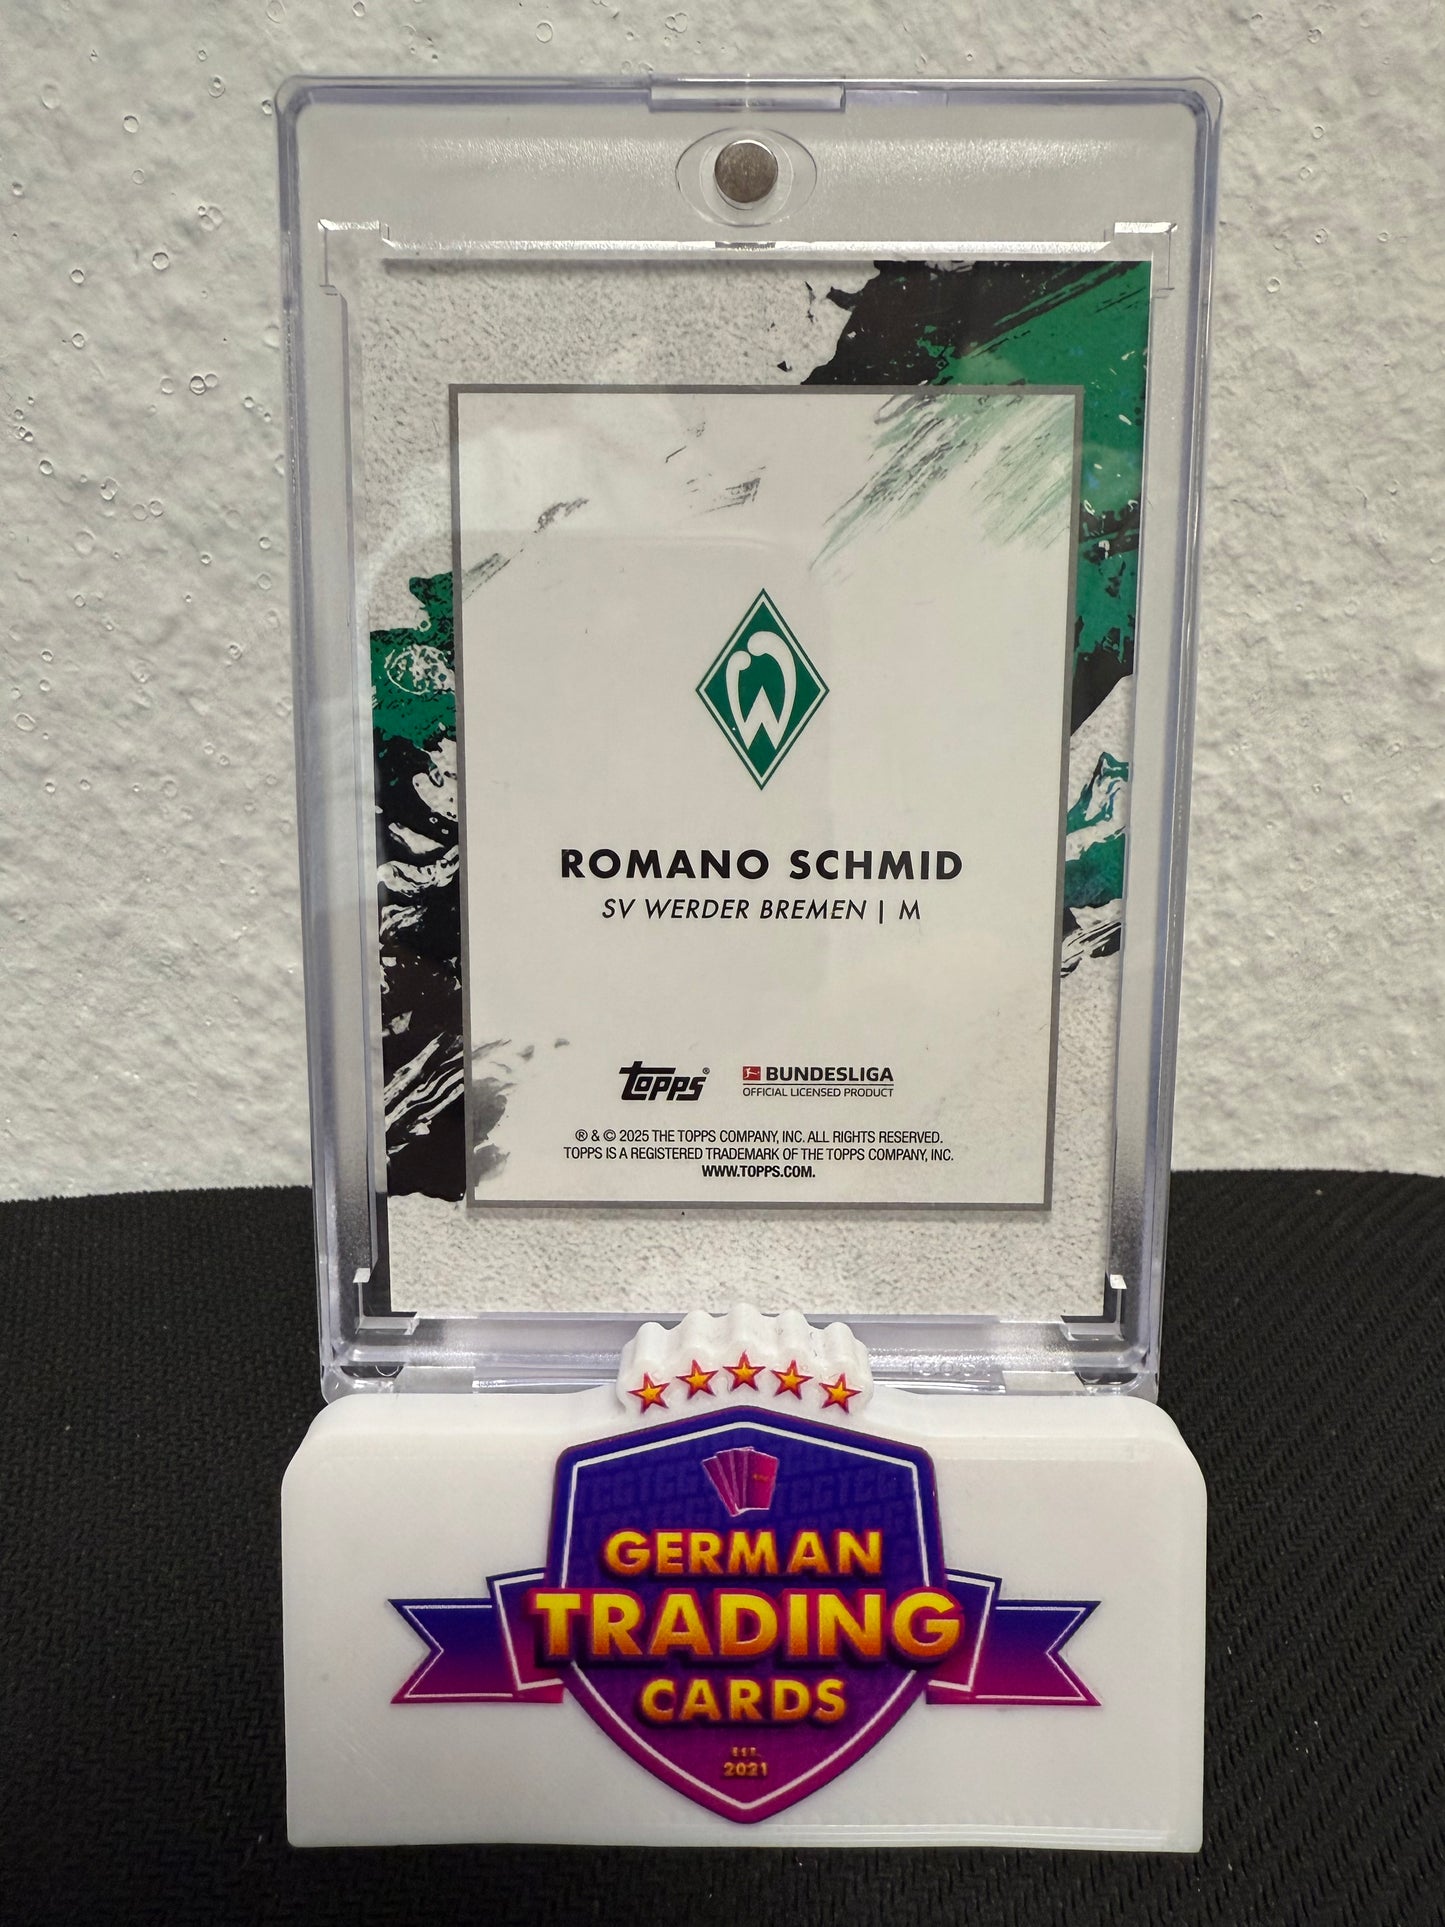 ROMANO SCHMID
SV WERDER BREMEN | M
topps®
BUNDESLIGA
OFFICIAL LICENSED PRODUCT
® & © 2025 THE TOPPS COMPANY, INC. ALL RIGHTS RESERVED.
TOPPS IS A REGISTERED TRADEMARK OF THE TOPPS COMPANY, INC.
WWW.TOPPS.COM.
GERMAN
TRADING
CARDS
EST.
2021